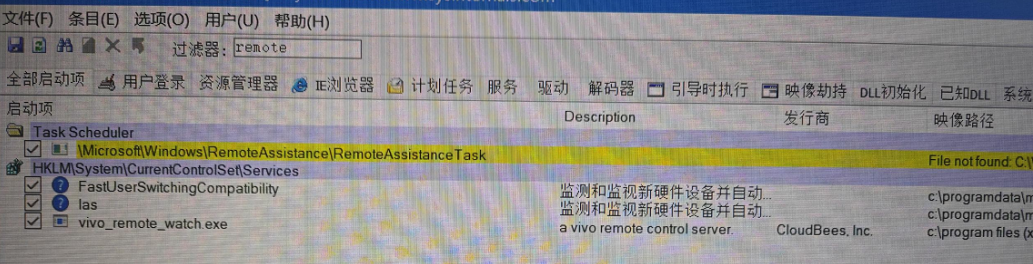 文件(F) 条目(E) 选项(O) 用户(U) 帮助(H)
过滤器: remote
全部启动项 用户登录 资源管理器 IE浏览器 计划任务 服务 驱动 解码器 引导时执行 映像劫持 DLL初始化 已知DLL 系统
启动项 Description 发行商 映像路径
Task Scheduler
\Microsoft\Windows\RemoteAssistance\RemoteAssistanceTask File not found: C:\
HKLM\System\CurrentControlSet\Services
FastUserSwitchingCompatibility 监测和监视新硬件设备并自动... c:\programdata\m
Ias 监测和监视新硬件设备并自动... c:\programdata\m
vivo_remote_watch.exe a vivo remote control server. CloudBees, Inc. c:\program files (x